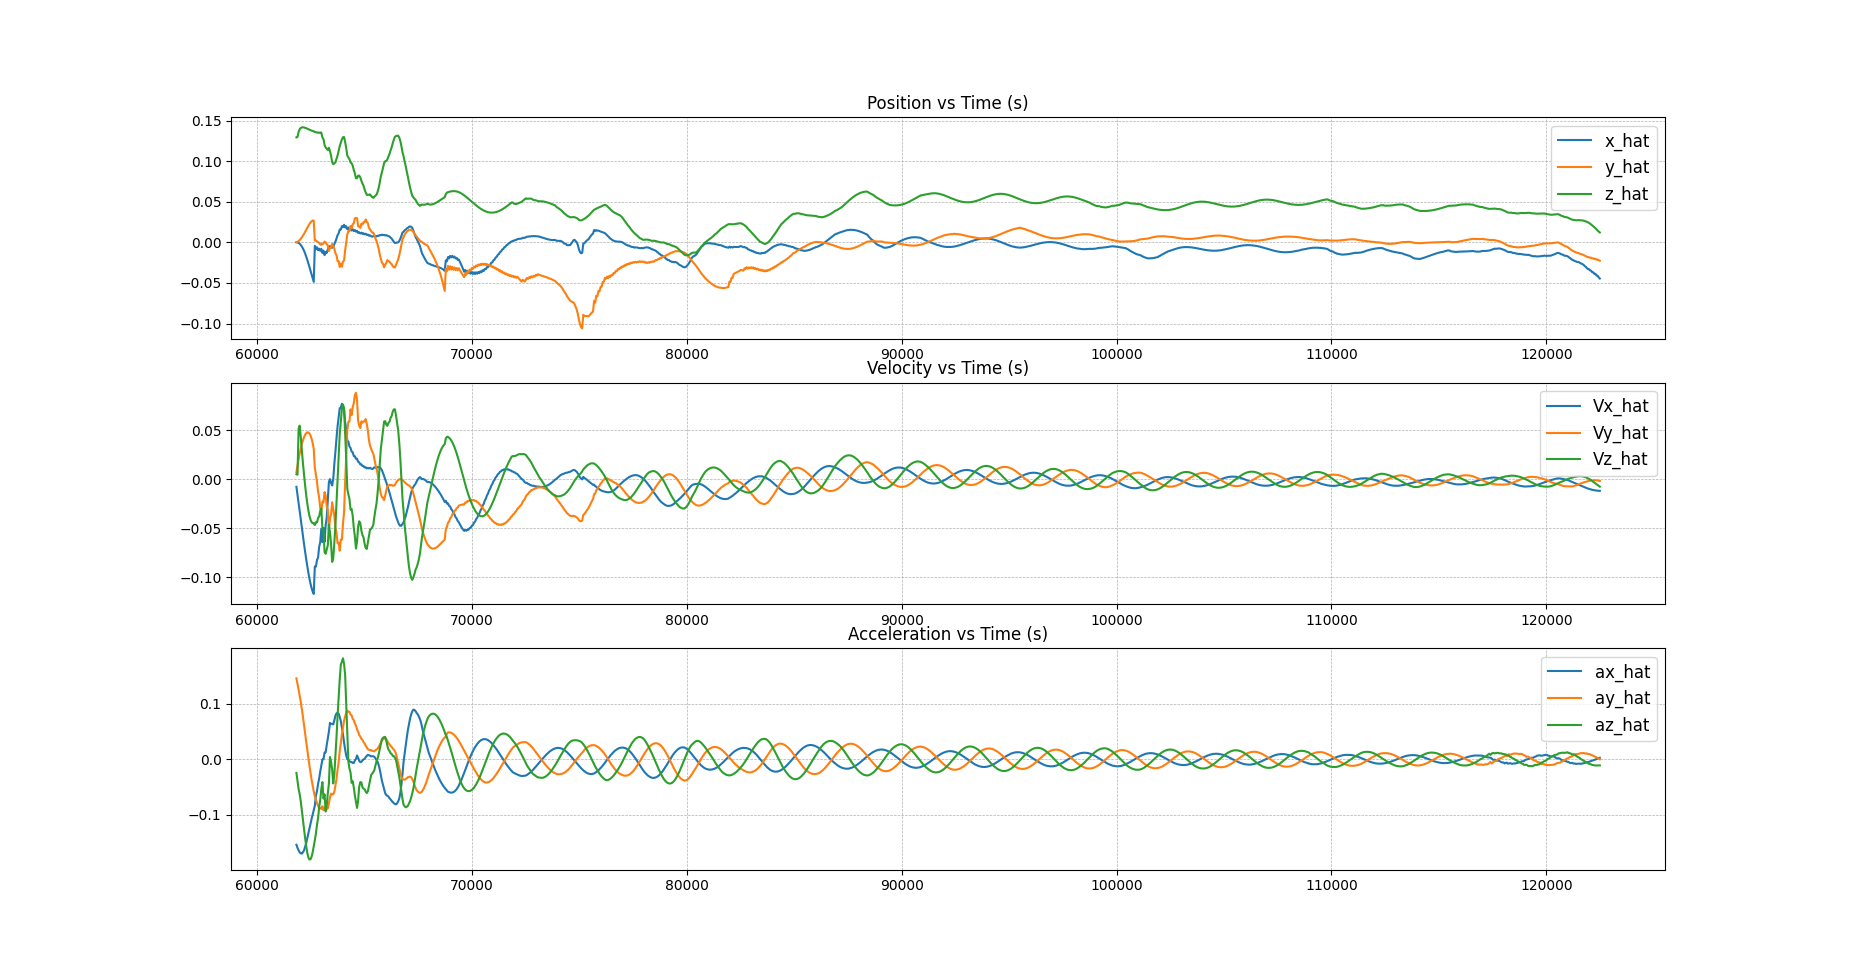 Position vs Time (s)
0.15
0.10
0.05
0.00
−0.05
−0.10
x_hat
y_hat
z_hat
60000 70000 80000 90000 100000 110000 120000
Velocity vs Time (s)
0.05
0.00
−0.05
−0.10
Vx_hat
Vy_hat
Vz_hat
60000 70000 80000 90000 100000 110000 120000
Acceleration vs Time (s)
0.1
0.0
−0.1
ax_hat
ay_hat
az_hat
60000 70000 80000 90000 100000 110000 120000